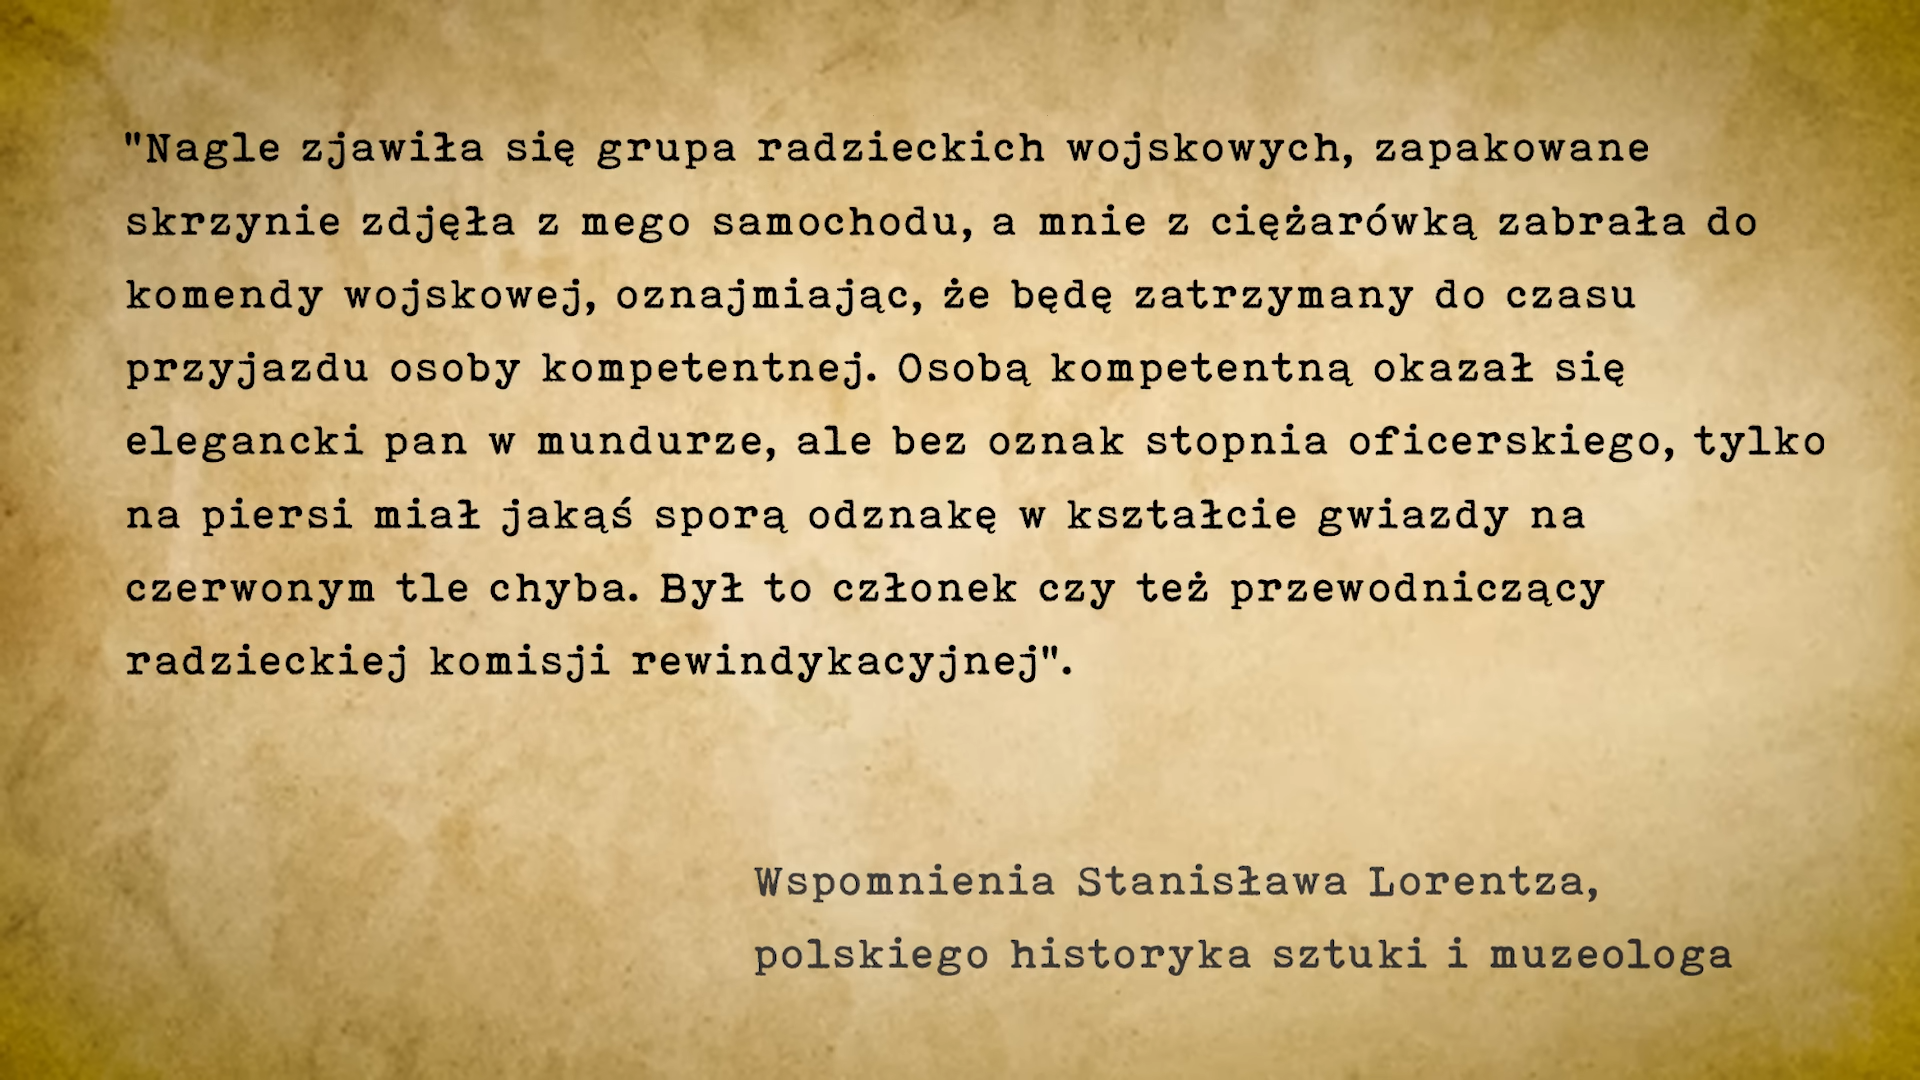 "Nagle zjawiła się grupa radzieckich wojskowych, zapakowane
skrzynie zdjęła z mego samochodu, a mnie z ciężarówką zabrała do
komendy wojskowej, oznajmiając, że będę zatrzymany do czasu
przyjazdu osoby kompetentnej. Osobą kompetentną okazał się
elegancki pan w mundurze, ale bez oznak stopnia oficerskiego, tylko
na piersi miał jakąś sporą odznakę w kształcie gwiazdy na
czerwonym tle chyba. Był to członek czy też przewodniczący
radzieckiej komisji rewindykacyjnej".
Wspomnienia Stanisława Lorentza,
polskiego historyka sztuki i muzeologa